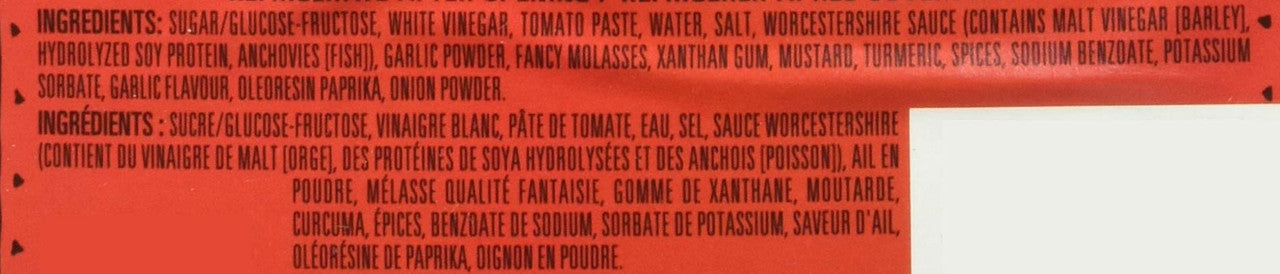 INGREDIENTS: SUGAR/GLUCOSE-FRUCTOSE, WHITE VINEGAR, TOMATO PASTE, WATER, SALT, WORCESTERSHIRE SAUCE (CONTAINS MALT VINEGAR [BARLEY],
HYDROLYZED SOY PROTEIN, ANCHOVIES [FISH]), GARLIC POWDER, FANCY MOLASSES, XANTHAN GUM, MUSTARD, TURMERIC, SPICES, SODIUM BENZOATE, POTASSIUM
SORBATE, GARLIC FLAVOUR, OLEORESIN PAPRIKA, ONION POWDER.
INGRÉDIENTS : SUCRE/GLUCOSE-FRUCTOSE, VINAIGRE BLANC, PÂTE DE TOMATE, EAU, SEL, SAUCE WORCESTERSHIRE
(CONTIENT DU VINAIGRE DE MALT [ORGE], DES PROTÉINES DE SOYA HYDROLYSÉES ET DES ANCHOIS [POISSON]), AIL EN
POUDRE, MÉLASSE QUALITÉ FANTAISIE, GOMME DE XANTHANE, MOUTARDE,
CURCUMA, ÉPICES, BENZOATE DE SODIUM, SORBATE DE POTASSIUM, SAVEUR D'AIL,
OLÉORÉSINE DE PAPRIKA, OIGNON EN POUDRE.